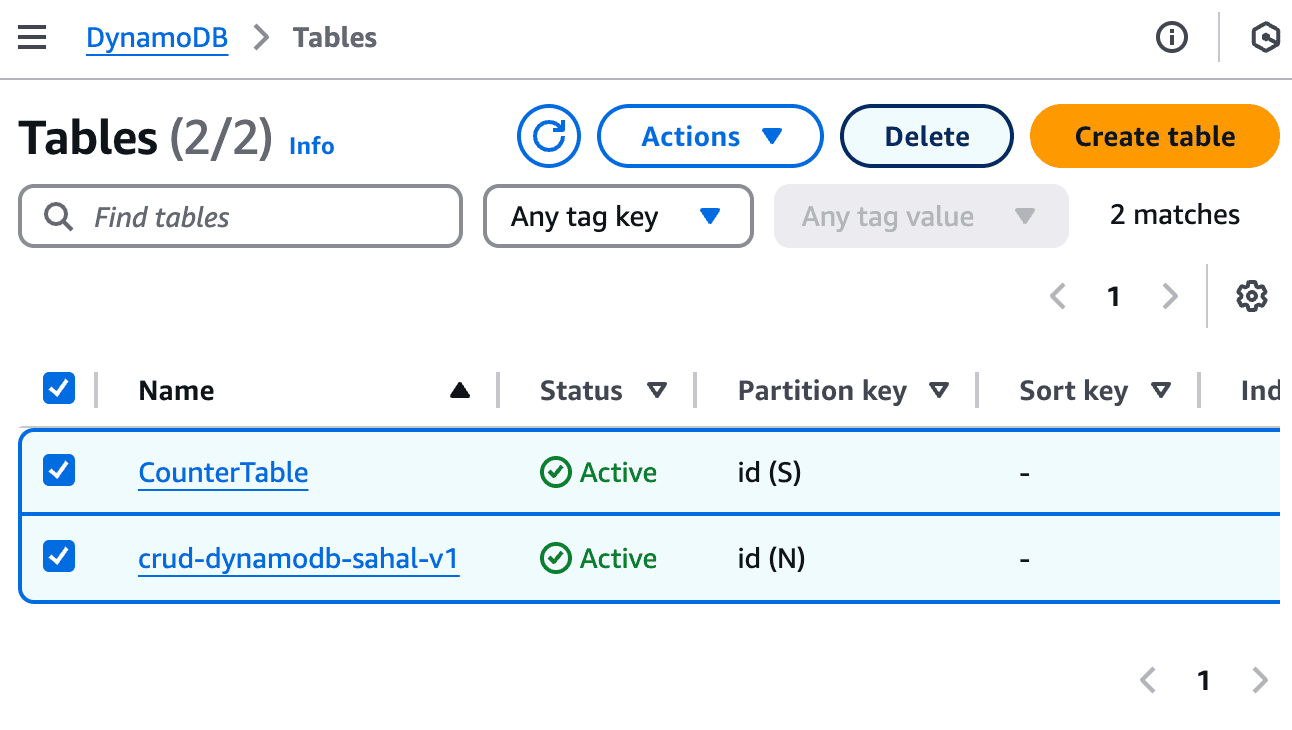 DynamoDB > Tables
Tables (2/2) Info Actions Delete Create table
Find tables Any tag key Any tag value 2 matches
1
Name Status Partition key Sort key Ind
CounterTable Active id (S) -
crud-dynamodb-sahal-v1 Active id (N) -
1